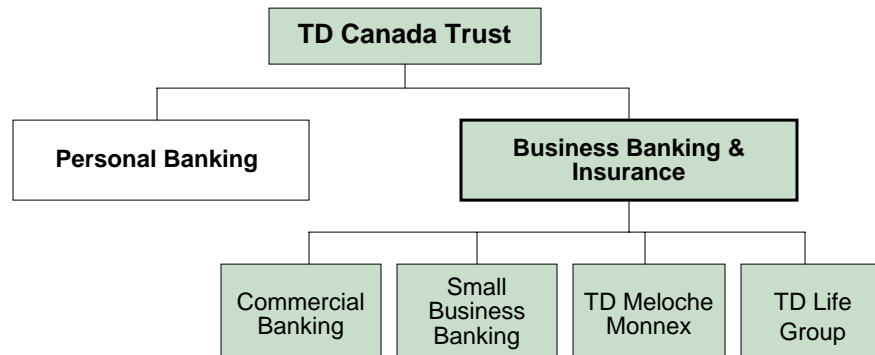 TD Canada Trust
Personal Banking
Business Banking &
Insurance
Commercial
Banking
Small
Business
Banking
TD Meloche
Monnex
TD Life
Group